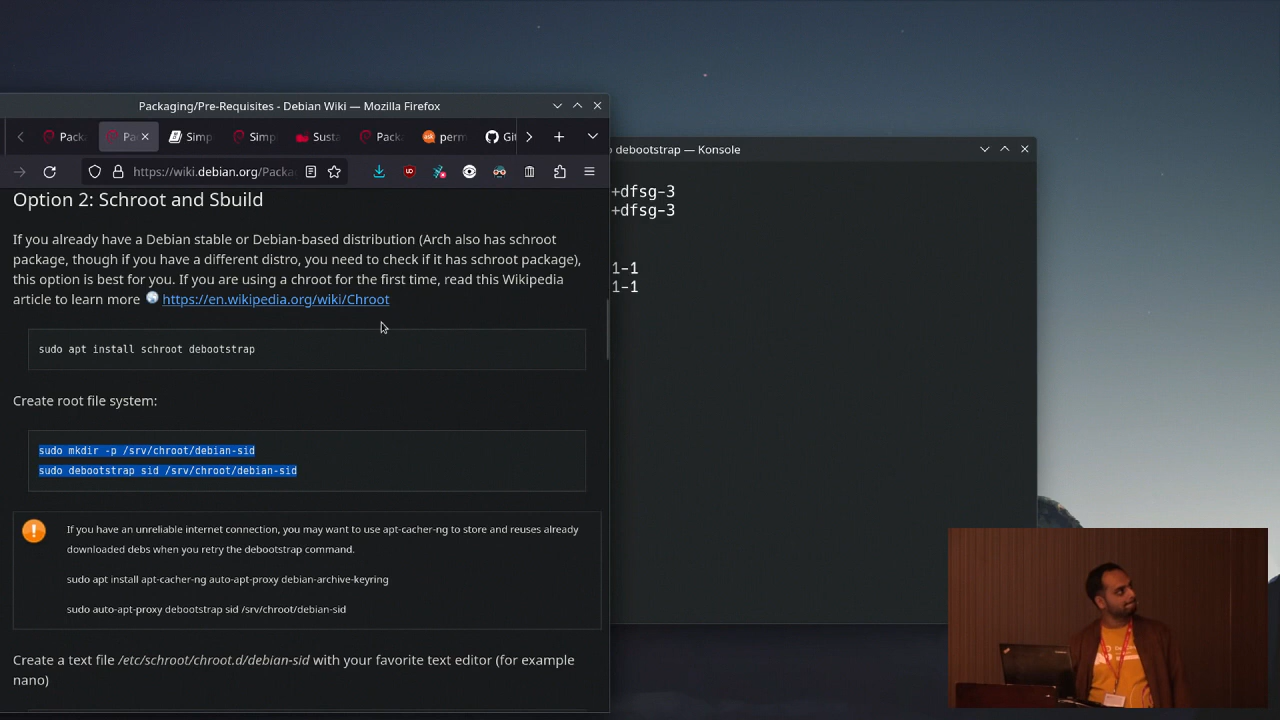 Packaging/Pre-Requisites - Debian Wiki — Mozilla Firefox
Packa
Pac
Simp
Simp
Susta
Packa
ask
perm
Git
https://wiki.debian.org/Packa
Option 2: Schroot and Sbuild
If you already have a Debian stable or Debian-based distribution (Arch also has schroot
package, though if you have a different distro, you need to check if it has schroot package),
this option is best for you. If you are using a chroot for the first time, read this Wikipedia
article to learn more https://en.wikipedia.org/wiki/Chroot
sudo apt install schroot debootstrap
Create root file system:
sudo mkdir -p /srv/chroot/debian-sid
sudo debootstrap sid /srv/chroot/debian-sid
If you have an unreliable internet connection, you may want to use apt-cacher-ng to store and reuses already
downloaded debs when you retry the debootstrap command.
sudo apt install apt-cacher-ng auto-apt-proxy debian-archive-keyring
sudo auto-apt-proxy debootstrap sid /srv/chroot/debian-sid
Create a text file /etc/schroot/chroot.d/debian-sid with your favorite text editor (for example
nano)
debootstrap — Konsole
+dfsg-3
+dfsg-3
1-1
1-1